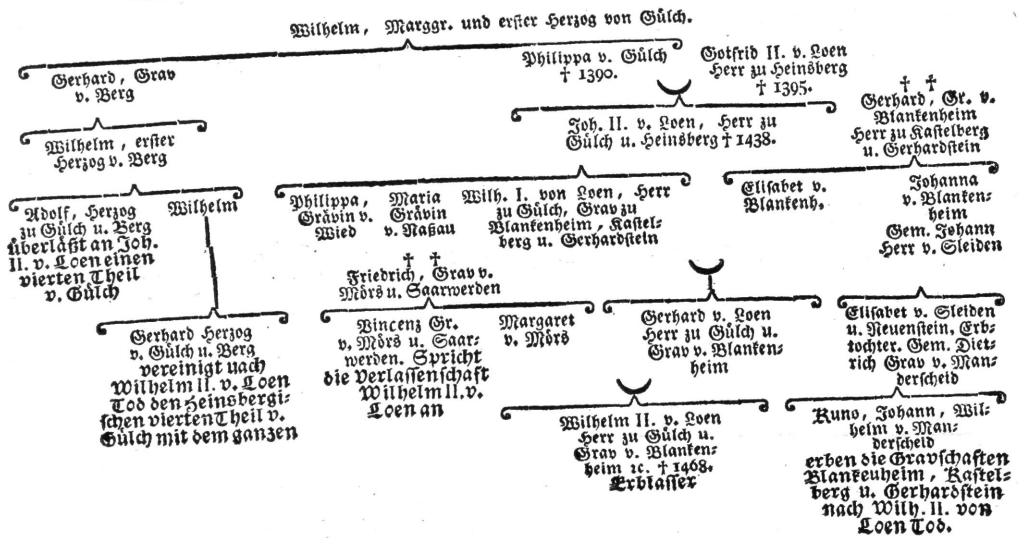 Wilhelm, Marggr. und erster Herzog von Gülch.
Gerhard, Grav
v. Berg
Philippa v. Gülch
† 1390.
Gotfrid II. v. Loen
Herr zu Heinsberg
† 1395.
Wilhelm, erster
Herzog v. Berg
Joh. II. v. Loen, Herr zu
Gülch u. Heinsberg † 1438.
† †
Gerhard, Gr. v.
Blankenheim
Herr zu Kastelberg
u. Gerhardstein
Adolf, Herzog
zu Gülch u. Berg
überläßt an Joh.
II. v. Loen einen
vierten Theil
v. Gülch
Wilhelm
Philippa,
Grävin v.
Wied
Maria
Grävin
v. Naßau
Wilh. I. von Loen, Herr
zu Gülch, Grav zu
Blankenheim, Kastel-
berg u. Gerhardstein
Elisabet v.
Blankenh.
Johanna
v. Blanken-
heim
Gem. Johann
Herr v. Sleiden
† †
Friedrich, Grav v.
Mörs u. Saarwerden
Gerhard Herzog
v. Gülch u. Berg
vereinigt uach
Wilhelm II. v. Loen
Tod den Heinsbergi-
schen vierten Theil v.
Gülch mit dem ganzen
Vincenz Gr.
v. Mörs u. Saar-
werden. Spricht
die Verlassenschaft
Wilhelm II. v.
Loen an
Margaret
v. Mörs
Gerhard v. Loen
Herr zu Gülch u.
Grav v. Blanken-
heim
Elisabet v. Sleiden
u. Neuenstein, Erb-
tochter. Gem. Diet-
rich Grav v. Man-
derscheid
Wilhelm II. v. Loen
Herr zu Gülch u.
Grav v. Blanken-
heim ꝛc. † 1468.
Erblasser
Kuno, Johann, Wil-
helm v. Man-
derscheid
erben die Gravschaften
Blankeuheim, Kastel-
berg u. Gerhardstein
nach Wilh. II. von
Loen Tod.